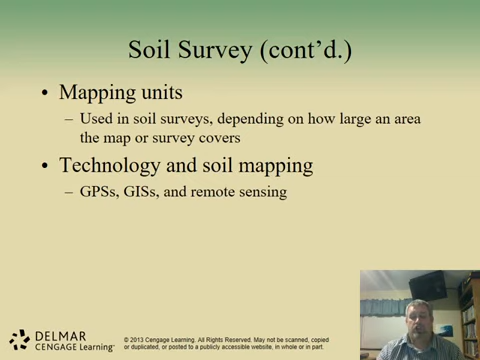 Soil Survey (cont’d.)
• Mapping units
– Used in soil surveys, depending on how large an area
the map or survey covers
• Technology and soil mapping
– GPSs, GISs, and remote sensing
DELMAR
CENGAGE Learning™
© 2013 Cengage Learning. All Rights Reserved. May not be scanned, copied
or duplicated, or posted to a publicly accessible website, in whole or in part.